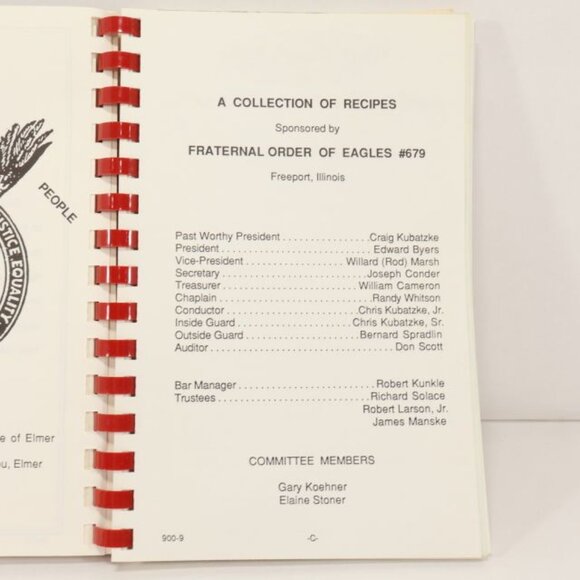 PEOPLE
JUSTICE, EQUALITY
e of Elmer
u, Elmer
A COLLECTION OF RECIPES
Sponsored by
FRATERNAL ORDER OF EAGLES #679
Freeport, Illinois
Past Worthy President . . . . . . . . . . . . . . Craig Kubatzke
President . . . . . . . . . . . . . . . . . . . . . . . . Edward Byers
Vice-President . . . . . . . . . . . . . . . . Willard (Rod) Marsh
Secretary . . . . . . . . . . . . . . . . . . . . . . . Joseph Conder
Treasurer . . . . . . . . . . . . . . . . . . . . . William Cameron
Chaplain . . . . . . . . . . . . . . . . . . . . . . . . Randy Whitson
Conductor . . . . . . . . . . . . . . . . . . . . Chris Kubatzke, Jr.
Inside Guard . . . . . . . . . . . . . . . . . . Chris Kubatzke, Sr.
Outside Guard . . . . . . . . . . . . . . . . . Bernard Spradlin
Auditor . . . . . . . . . . . . . . . . . . . . . . . . . . . . . Don Scott
Bar Manager . . . . . . . . . . . . . . . . . . . . . Robert Kunkle
Trustees . . . . . . . . . . . . . . . . . . . . . . . . Richard Solace
Robert Larson, Jr.
James Manske
COMMITTEE MEMBERS
Gary Koehner
Elaine Stoner
900-9
-C-